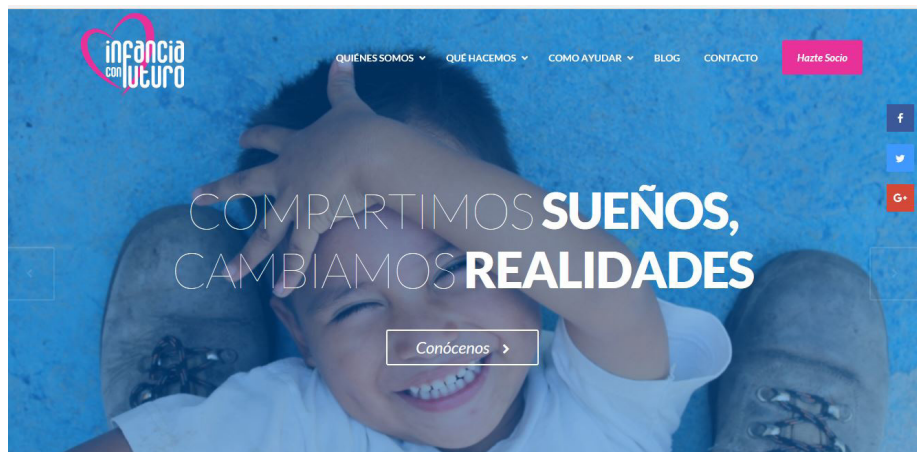 infancia
con futuro
QUIÉNES SOMOS
QUÉ HACEMOS
COMO AYUDAR
BLOG
CONTACTO
Hazte Socio
f
G+
COMPARTIMOS SUEÑOS,
CAMBIAMOS REALIDADES
Conócenos